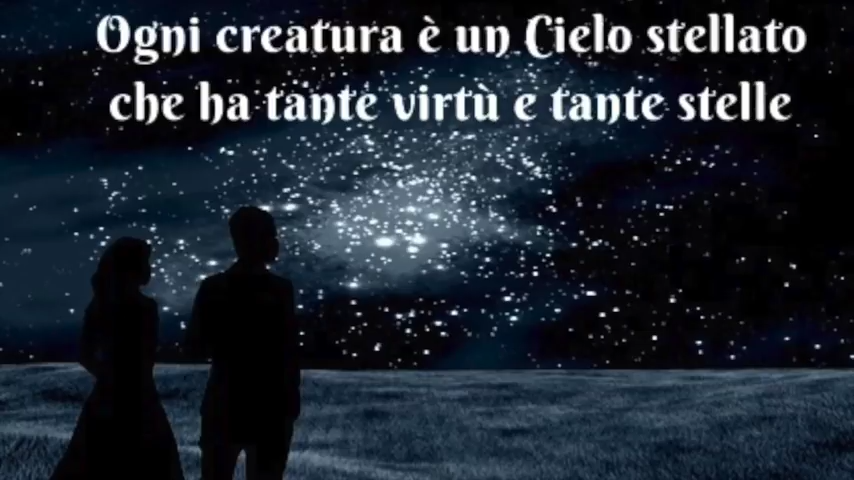 Ogni creatura è un Cielo stellato
che ha tante virtù e tante stelle